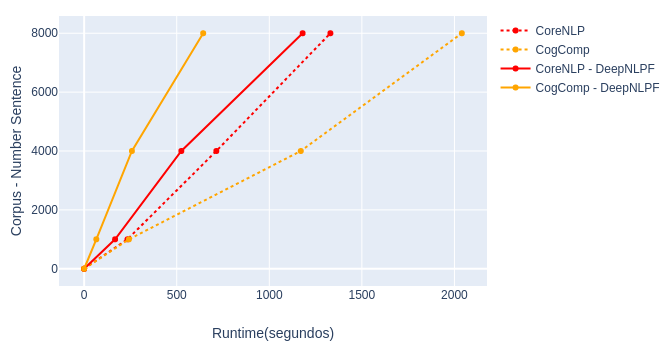 8000
6000
4000
2000
0
0
500
1000
1500
2000
Corpus - Number Sentence
Runtime(segundos)
CoreNLP
CogComp
CoreNLP - DeepNLPF
CogComp - DeepNLPF